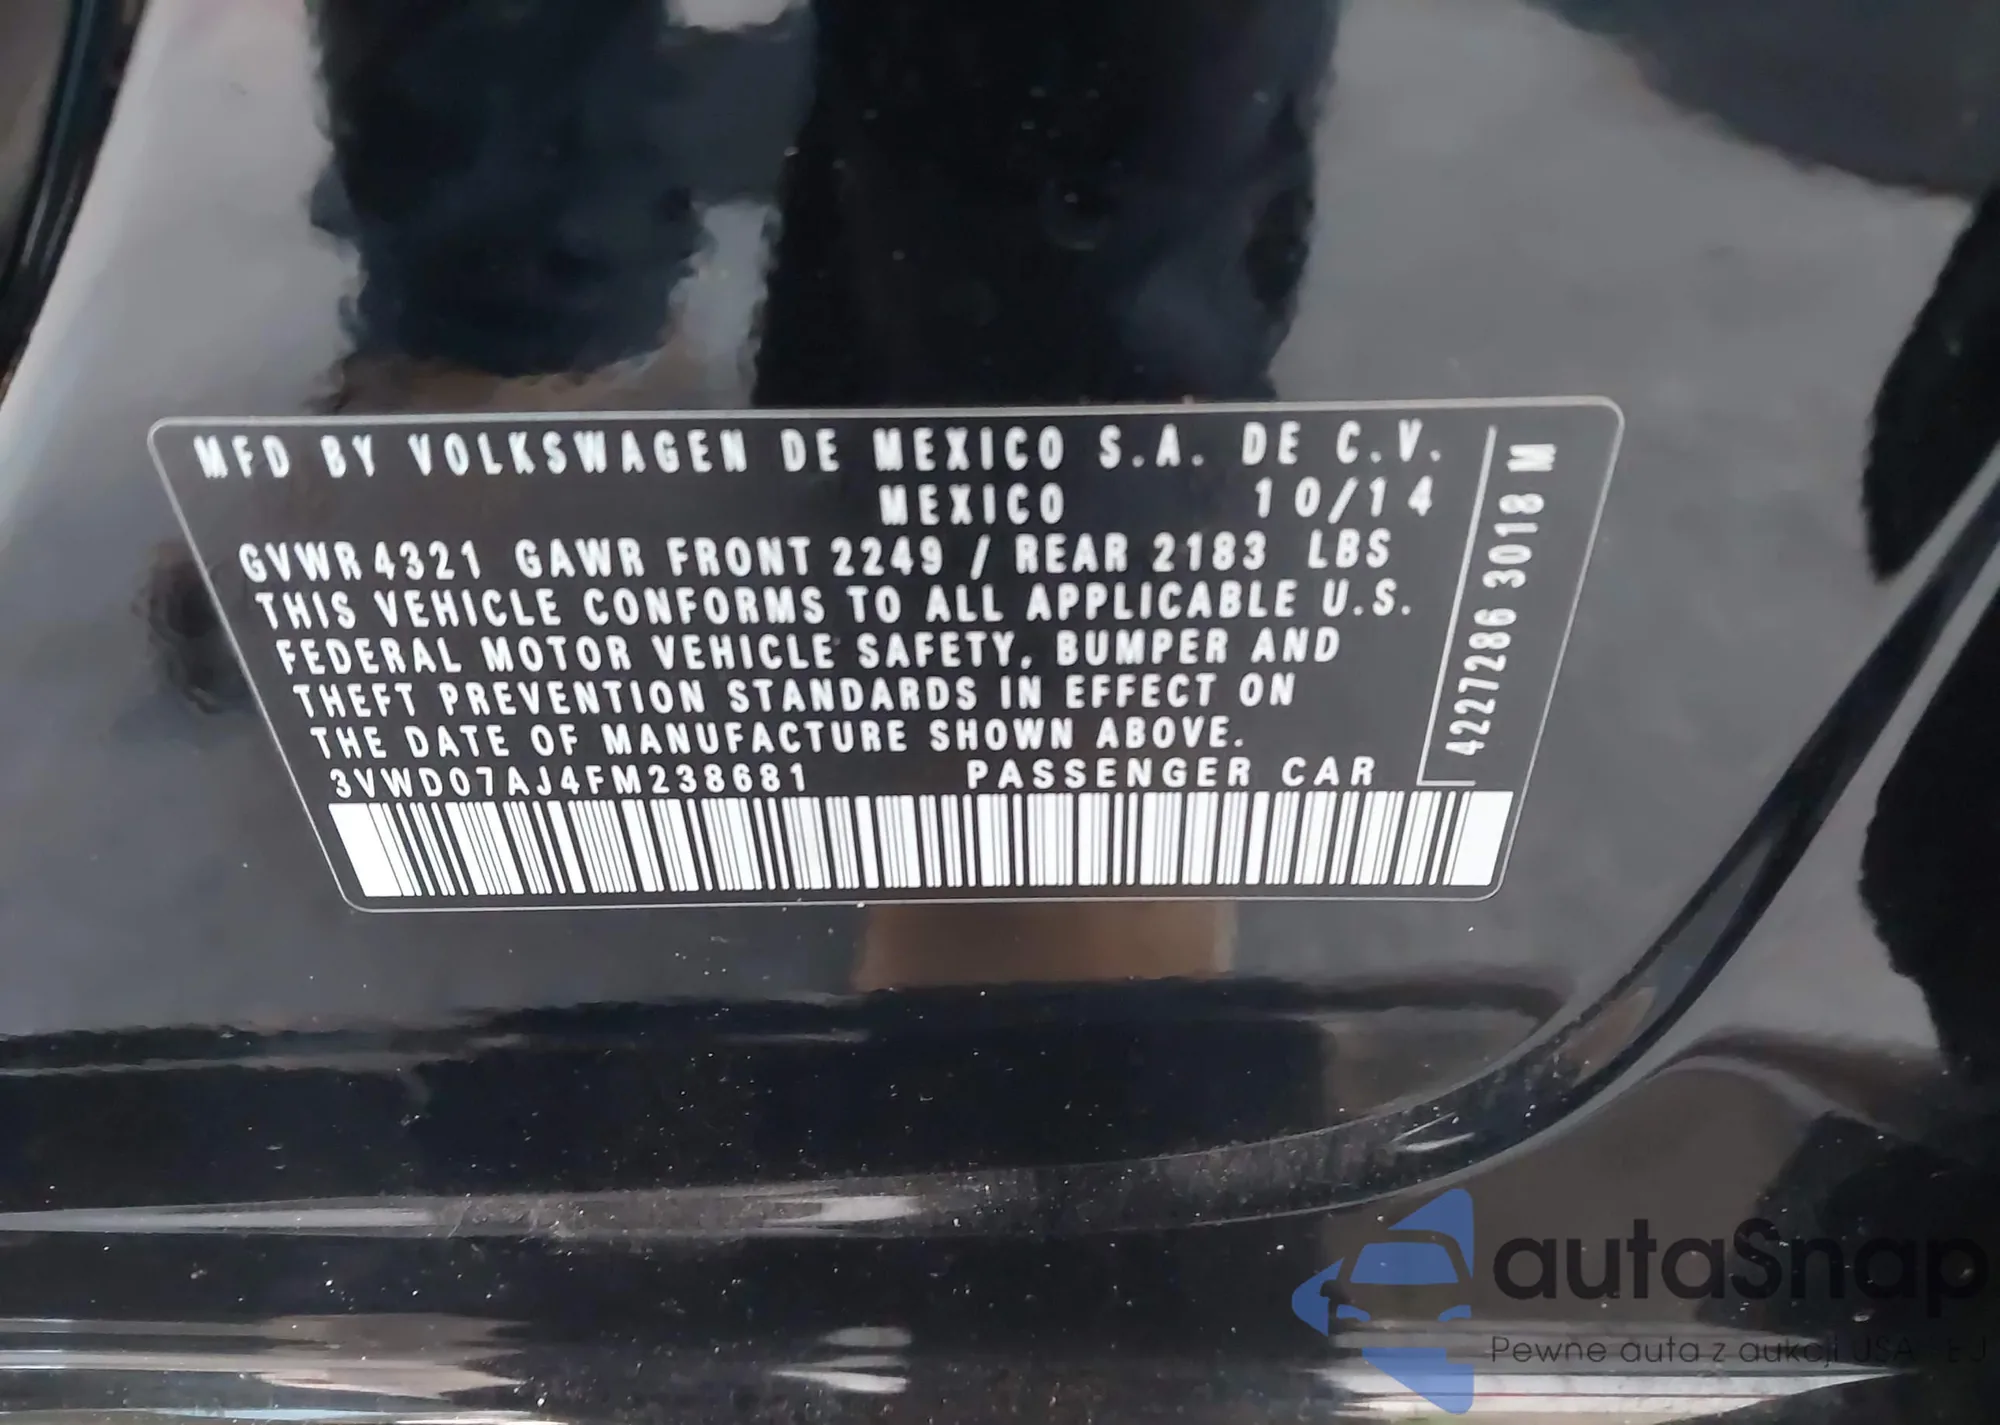 MFD BY VOLKSWAGEN DE MEXICO S.A. DE C.V.
MEXICO 10/14
GVWR 4321 GAWR FRONT 2249 / REAR 2183 LBS
THIS VEHICLE CONFORMS TO ALL APPLICABLE U.S.
FEDERAL MOTOR VEHICLE SAFETY, BUMPER AND
THEFT PREVENTION STANDARDS IN EFFECT ON
THE DATE OF MANUFACTURE SHOWN ABOVE.
3VWD07AJ4FM238681 PASSENGER CAR
4227286 3018 M
autaSnap
Pewne auta z aukcji USA